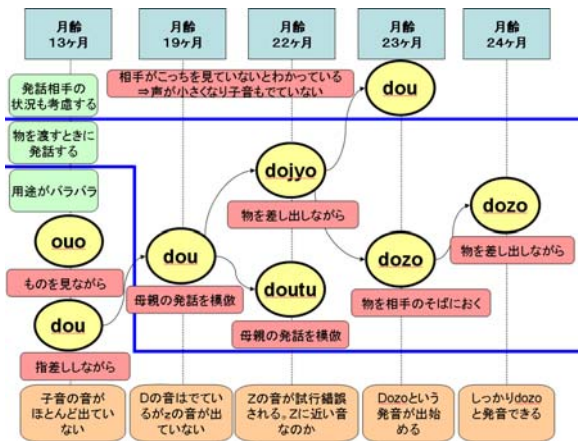 月齢
13ヶ月
月齢
19ヶ月
月齢
22ヶ月
月齢
23ヶ月
月齢
24ヶ月
発話相手の
状況も考慮する
相手がこっちを見ていないとわかっている
⇒声が小さくなり子音もでていない
dou
物を渡すときに
発話する
用途がバラバラ
dojyo
物を差し出しながら
dozo
物を差し出しながら
ouo
ものを見ながら
dou
母親の発話を模倣
doutu
母親の発話を模倣
dozo
物を相手のそばにおく
dou
指差ししながら
子音の音が
ほとんど出てい
ない
Dの音はでてい
るがzの音が出
ていない
Zの音が試行錯誤
される。Zに近い音
なのか
Dozoという
発音が出始
める
しっかりdozo
と発音できる